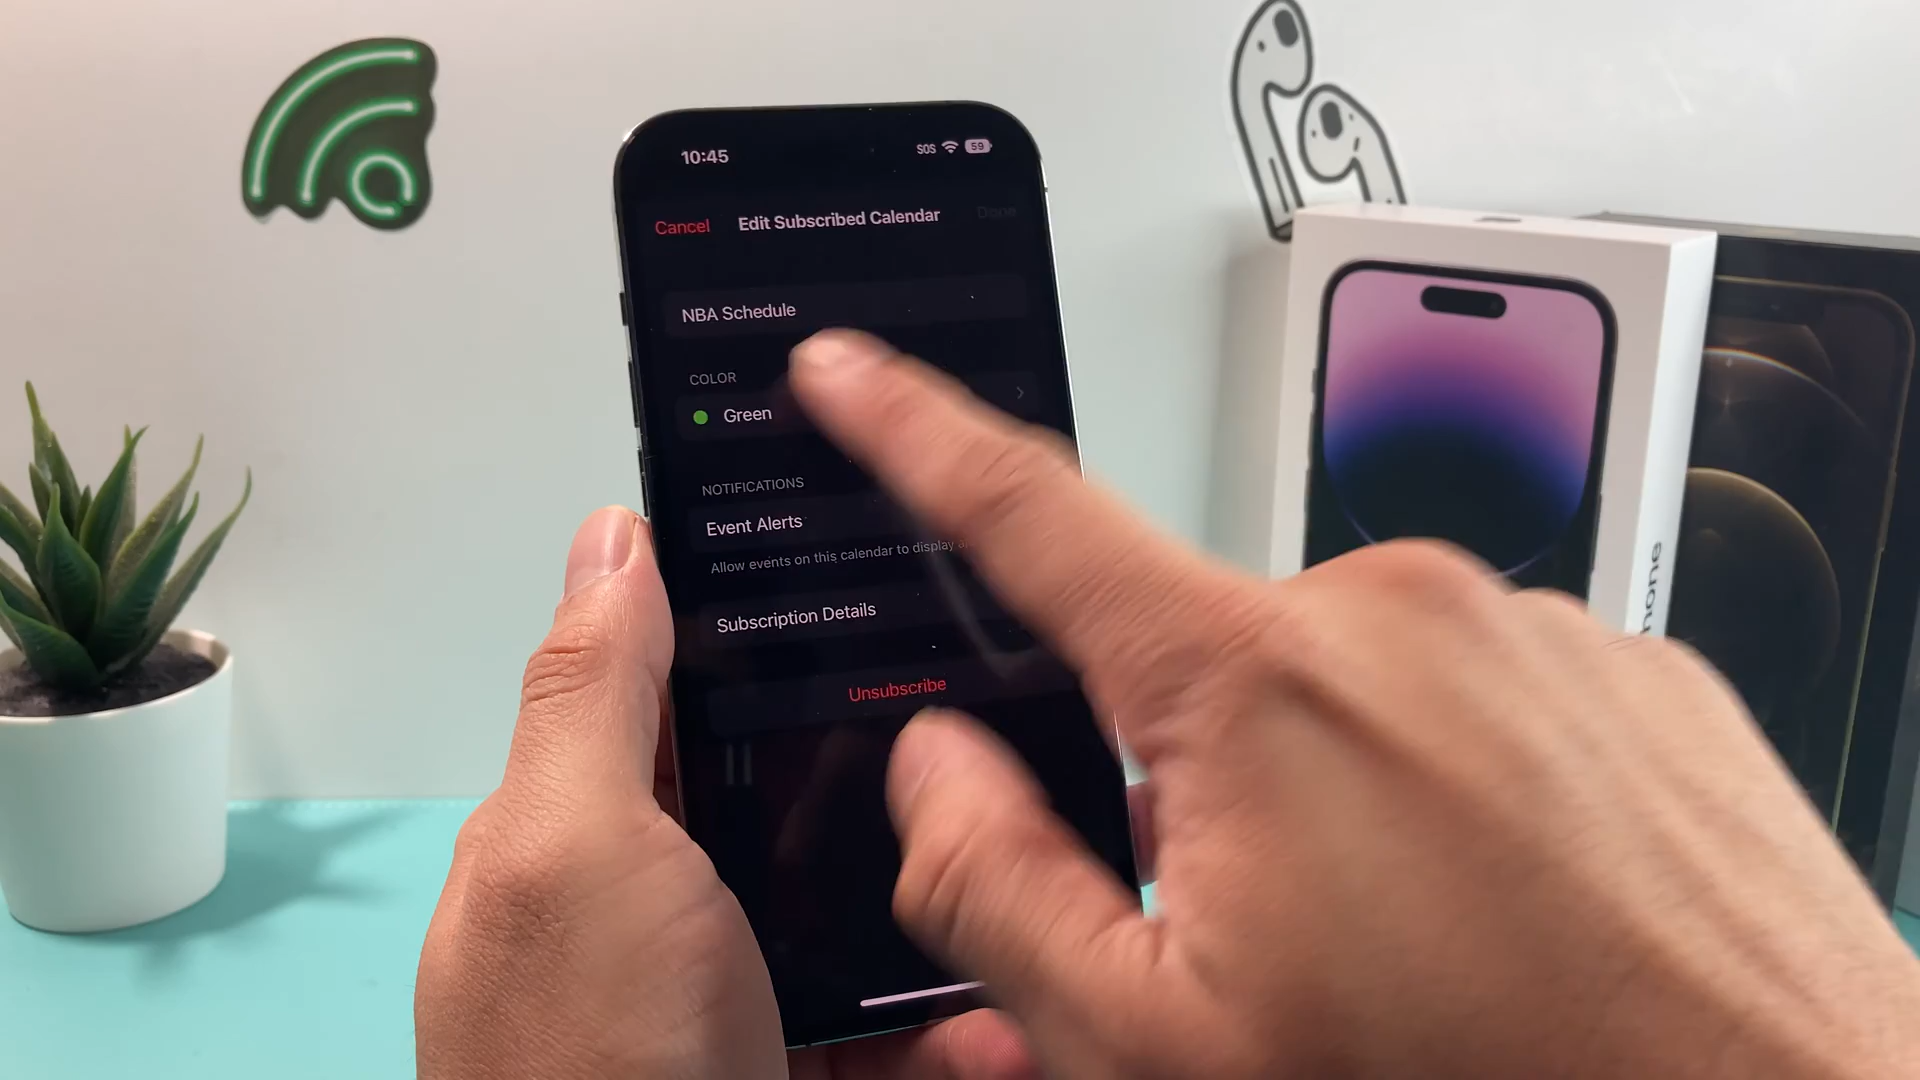 10:45
SOS 59
Cancel Edit Subscribed Calendar Done
NBA Schedule
COLOR
Green
NOTIFICATIONS
Event Alerts
Allow events on this calendar to display
Subscription Details
Unsubscribe